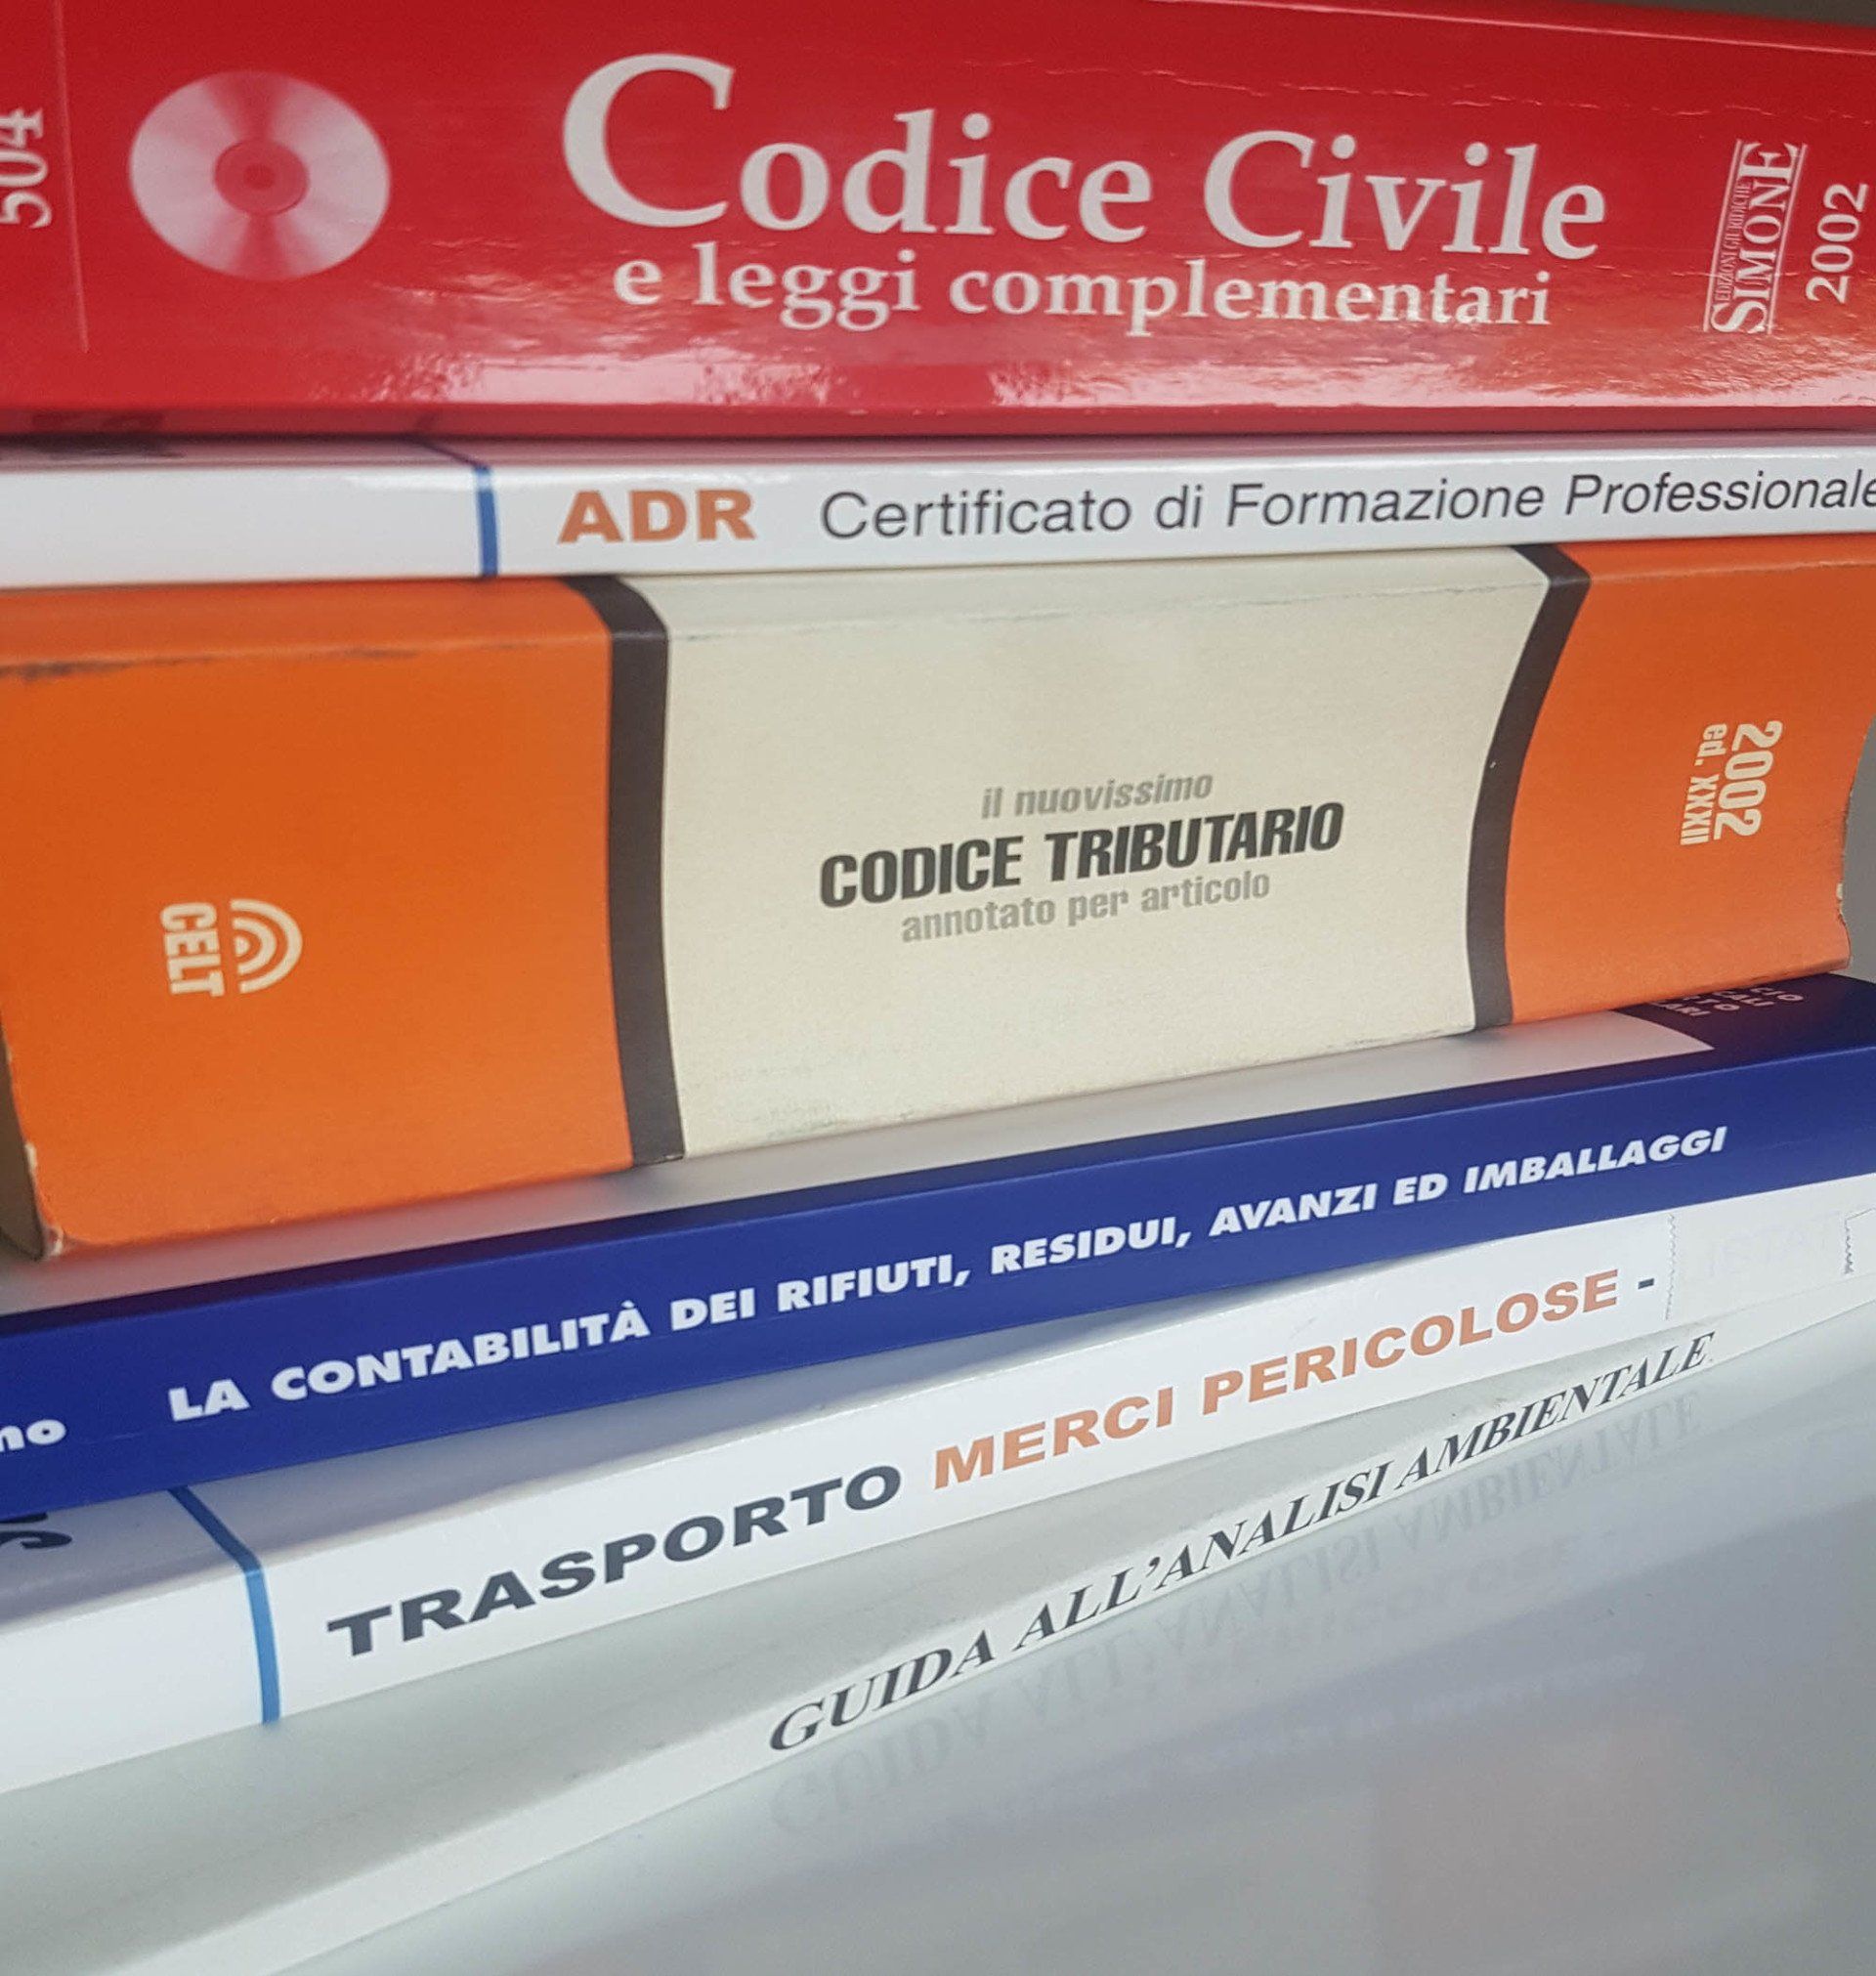 504
Codice Civile
e leggi complementari
EDIZIONI GIURIDICHE
SIMONE
2002
ADR Certificato di Formazione Professionale
il nuovissimo
CODICE TRIBUTARIO
annotato per articolo
2002
ed. XXXII
CELT
LA CONTABILITÀ DEI RIFIUTI, RESIDUI, AVANZI ED IMBALLAGGI
TRASPORTO MERCI PERICOLOSE -
GUIDA ALL'ANALISI AMBIENTALE